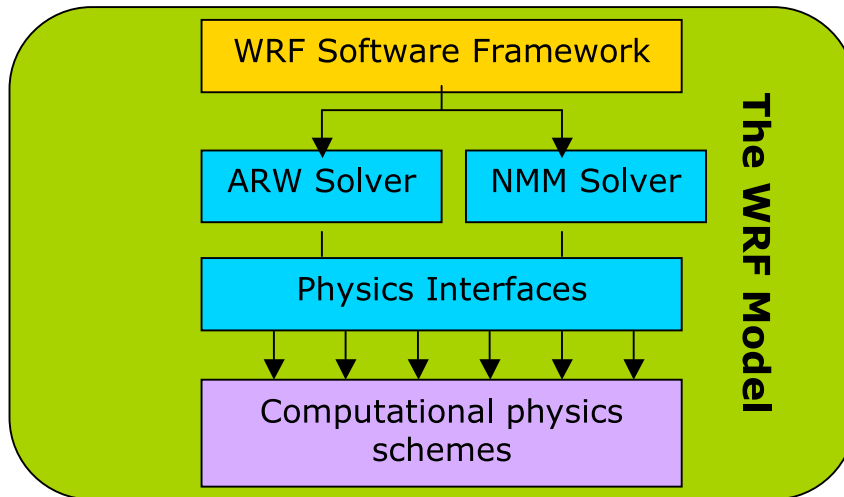 WRF Software Framework
ARW Solver
NMM Solver
Physics Interfaces
Computational physics
schemes
The WRF Model